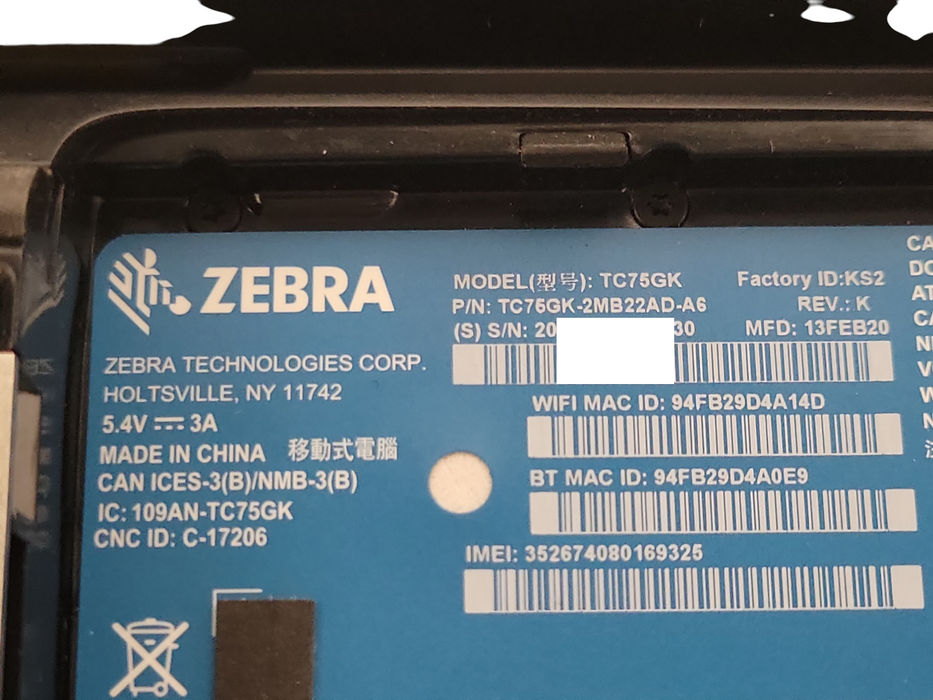 ZEBRA
ZEBRA TECHNOLOGIES CORP.
HOLTSVILLE, NY 11742
5.4V ⎓ 3A
MADE IN CHINA 移動式電腦
CAN ICES-3(B)/NMB-3(B)
IC: 109AN-TC75GK
CNC ID: C-17206
MODEL(型号): TC75GK Factory ID:KS2
P/N: TC75GK-2MB22AD-A6 REV.: K
(S) S/N: 20 30 MFD: 13FEB20
WIFI MAC ID: 94FB29D4A14D
BT MAC ID: 94FB29D4A0E9
IMEI: 352674080169325